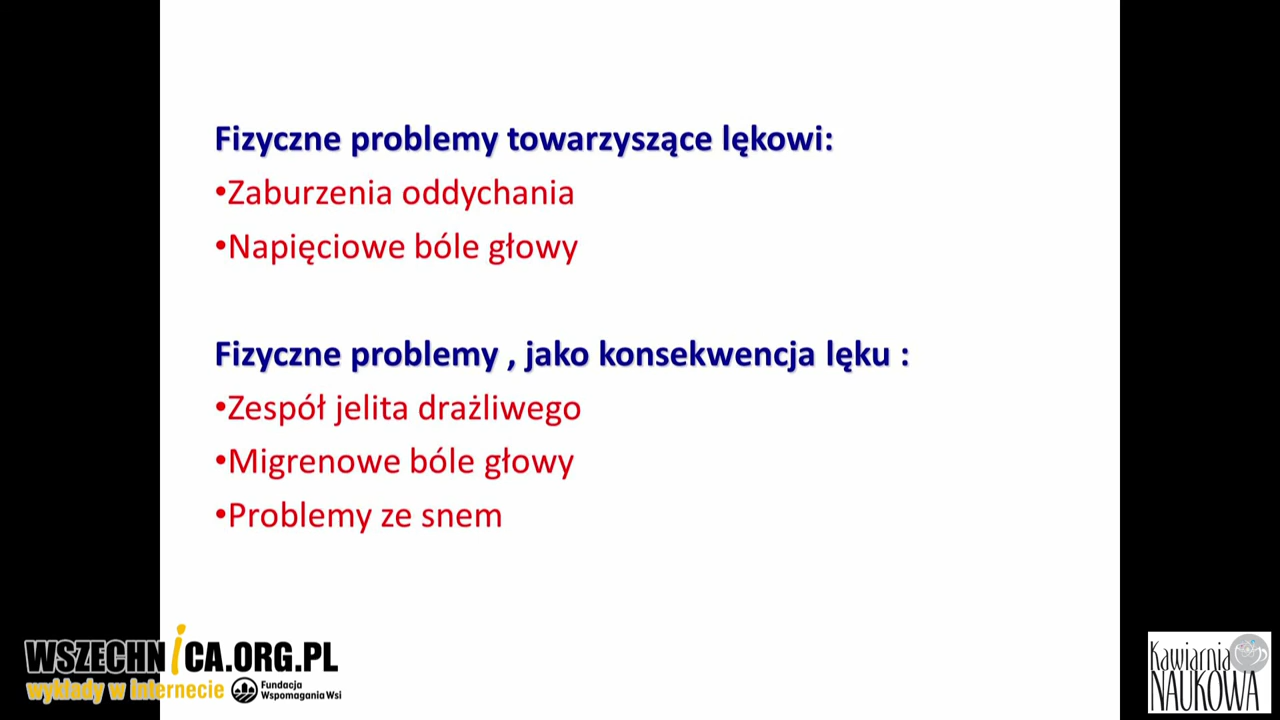 Fizyczne problemy towarzyszące lękowi:
•Zaburzenia oddychania
•Napięciowe bóle głowy
Fizyczne problemy , jako konsekwencja lęku :
•Zespół jelita drażliwego
•Migrenowe bóle głowy
•Problemy ze snem
WSZECHNiCA.ORG.PL
wykłady w Internecie
Fundacja
Wspomagania Wsi
Kawiarnia
NAUKOWA